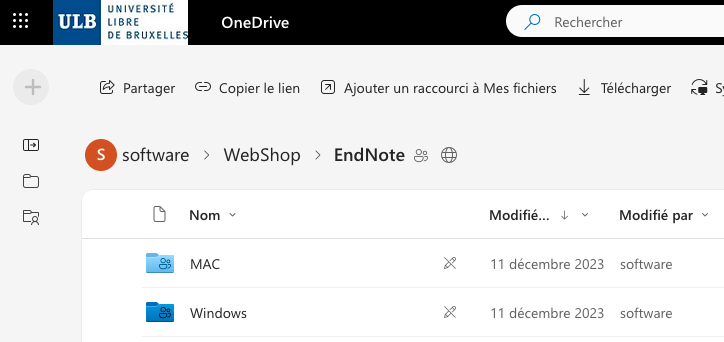 ULB UNIVERSITÉ
LIBRE
DE BRUXELLES
OneDrive
Rechercher
Partager Copier le lien Ajouter un raccourci à Mes fichiers Télécharger
S software > WebShop > EndNote
Nom Modifié... Modifié par
MAC 11 décembre 2023 software
Windows 11 décembre 2023 software